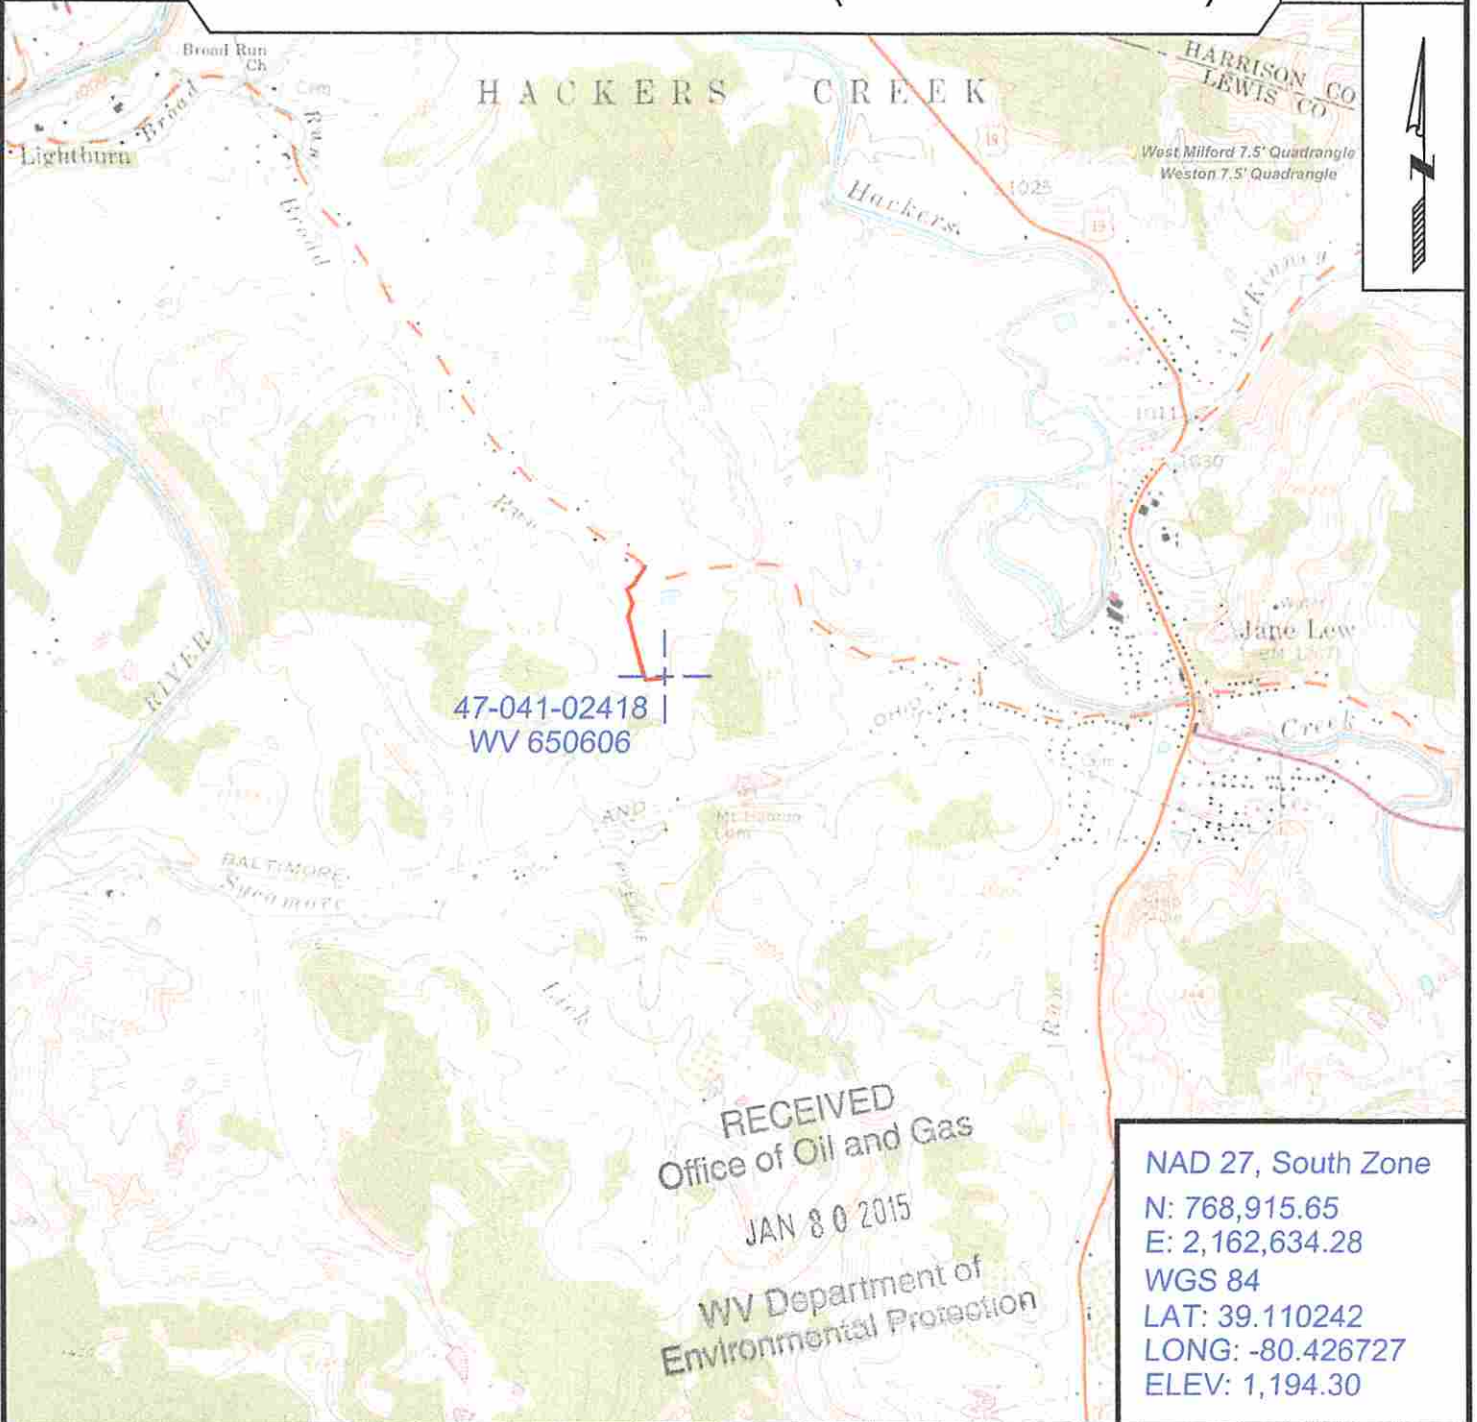 Broad Run
Ch
Cem
HACKERS CREEK
HARRISON CO
LEWIS CO
West Milford 7.5' Quadrangle
Weston 7.5' Quadrangle
N
Lightburn
Broad
Run
Broad
Run
19
1025
19
Hackers
McKinney
1011
1030
RIVER
Water
Jane Lew
47-041-02418
WV 650606
OHIO
AND
BALTIMORE
Creek
Cem
Sycamore
PIPELINE
Lick
Run
RECEIVED
Office of Oil and Gas
JAN 30 2015
WV Department of
Environmental Protection
NAD 27, South Zone
N: 768,915.65
E: 2,162,634.28
WGS 84
LAT: 39.110242
LONG: -80.426727
ELEV: 1,194.30